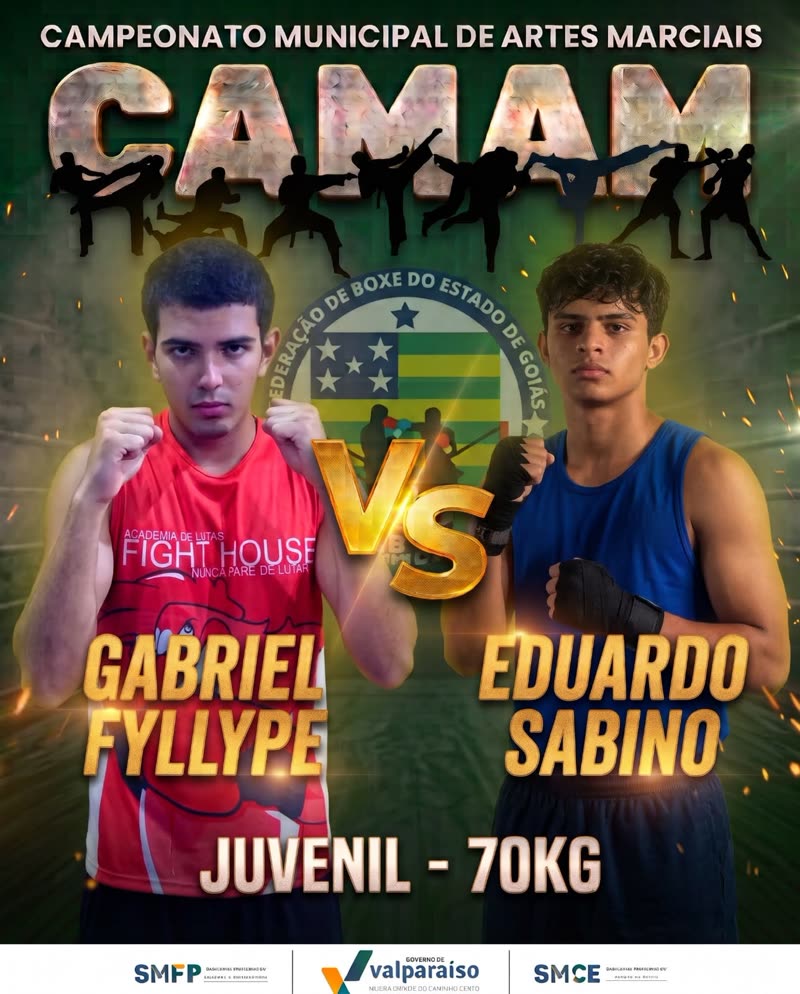 CAMPEONATO MUNICIPAL DE ARTES MARCIAIS
CAMAM
FEDERAÇÃO DE BOXE DO ESTADO DE GOIÁS
VS
ACADEMIA DE LUTAS
FIGHT HOUSE
NUNCA PARE DE LUTAR
GABRIEL
FYLLYPE
EDUARDO
SABINO
JUVENIL - 70KG
SMFP
GOVERNO DE
valparaíso
SMCE